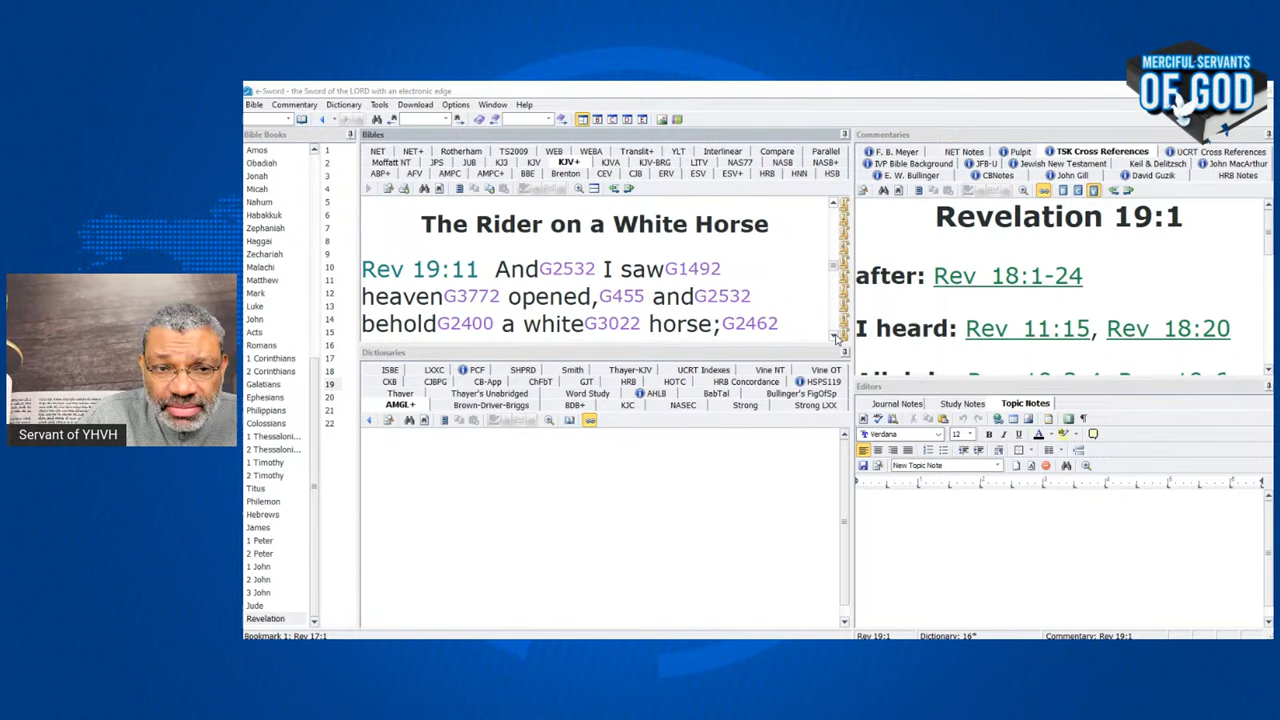 MERCIFUL-SERVANTS
OF GOD
e-Sword - the Sword of the LORD with an electronic edge
Bible Commentary Dictionary Tools Download Options Window Help
Bible Books
Amos
Obadiah
Jonah
Micah
Nahum
Habakkuk
Zephaniah
Haggai
Zechariah
Malachi
Matthew
Mark
Luke
John
Acts
Romans
1 Corinthians
2 Corinthians
Galatians
Ephesians
Philippians
Colossians
1 Thessaloni...
2 Thessaloni...
1 Timothy
2 Timothy
Titus
Philemon
Hebrews
James
1 Peter
2 Peter
1 John
2 John
3 John
Jude
Revelation
1
2
3
4
5
6
7
8
9
10
11
12
13
14
15
16
17
18
19
20
21
22
Bibles
NET NET+ Rotherham TS2009 WEB WEBA Translit+ YLT Interlinear Compare Parallel
Moffatt NT JPS JUB KJ3 KJV KJV+ KJVA KJV-BRG LITV NAS77 NASB NASB+
ABP+ AFV AMPC AMPC+ BBE Brenton CEV CJB ERV ESV ESV+ HRB HNN HSB
The Rider on a White Horse
Rev 19:11 AndG2532 I sawG1492
heavenG3772 opened,G455 andG2532
beholdG2400 a whiteG3022 horse;G2462
Dictionaries
ISBE LXXC PCF SHPRD Smith Thayer-KJV UCRT Indexes Vine NT Vine OT
CKB CJBPG CB-App ChFBT GJT HRB HOTC HRB Concordance HSPS119
Thayer Thayer's Unabridged Word Study AHLB BabTal Bullinger's FigOfSp
AMGL+ Brown-Driver-Briggs BDB+ KJC NASEC Strong Strong LXX
Commentaries
F. B. Meyer NET Notes Pulpit TSK Cross References UCRT Cross References
IVP Bible Background JFB-U Jewish New Testament Keil & Delitzsch John MacArthur
E. W. Bullinger CBNotes John Gill David Guzik HRB Notes
Revelation 19:1
after: Rev 18:1-24
I heard: Rev 11:15, Rev 18:20
Editors
Journal Notes Study Notes Topic Notes
Verdana 12 B I U A
New Topic Note
1 2 3 4
Servant of YHVH
Bookmark 1: Rev 17:1
Rev 19:1 Dictionary: 16* Commentary: Rev 19:1